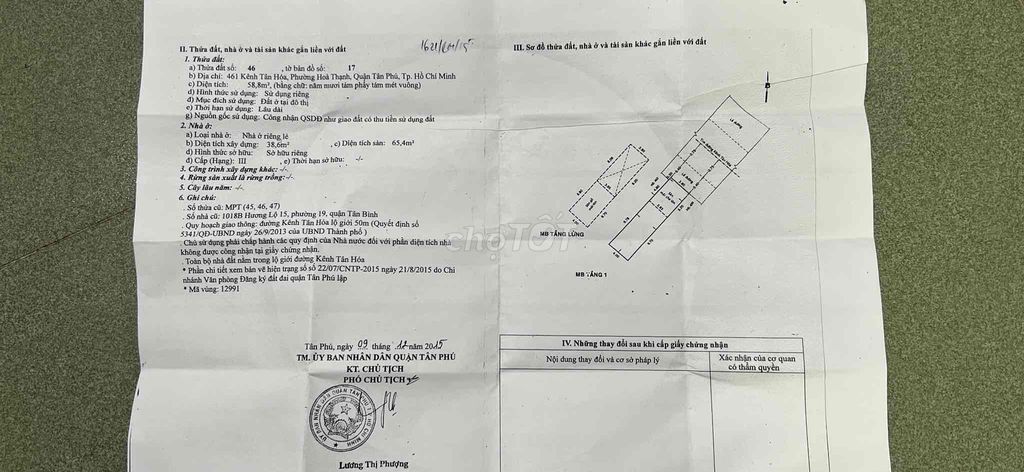 1621/2015
II. Thửa đất, nhà ở và tài sản khác gắn liền với đất
1. Thửa đất:
a) Thửa đất số: 46 , tờ bản đồ số: 17
b) Địa chỉ: 461 Kênh Tân Hóa, Phường Hoà Thạnh, Quận Tân Phú, Tp. Hồ Chí Minh
c) Diện tích: 58,8m², (bằng chữ: năm mươi tám phẩy tám mét vuông)
d) Hình thức sử dụng: Sử dụng riêng
đ) Mục đích sử dụng: Đất ở tại đô thị
e) Thời hạn sử dụng: Lâu dài
g) Nguồn gốc sử dụng: Công nhận QSDĐ như giao đất có thu tiền sử dụng đất
2. Nhà ở:
a) Loại nhà ở: Nhà ở riêng lẻ
b) Diện tích xây dựng: 38,6m² , c) Diện tích sàn: 65,4m²
d) Hình thức sở hữu: Sở hữu riêng
đ) Cấp (Hạng): III , e) Thời hạn sở hữu: -/-
3. Công trình xây dựng khác: -/-
4. Rừng sản xuất là rừng trồng:-/-
5. Cây lâu năm: -/-
6. Ghi chú:
. Số thửa cũ: MPT (45, 46, 47)
. Số nhà cũ: 1018B Hương Lộ 15, phường 19, quận Tân Bình
. Quy hoạch giao thông: đường Kênh Tân Hóa lộ giới 50m (Quyết định số
5341/QĐ-UBND ngày 26/9/2013 của UBND Thành phố )
. Chủ sử dụng phải chấp hành các quy định của Nhà nước đối với phần diện tích nhà
không được công nhận tại giấy chứng nhận.
. Toàn bộ nhà đất nằm trong lộ giới đường Kênh Tân Hóa
* Phần chi tiết xem bản vẽ hiện trạng số số 22/07/CNTP-2015 ngày 21/8/2015 do Chi
nhánh Văn phòng Đăng ký đất đai quận Tân Phú lập
* Mã vùng: 12991
Tân Phú, ngày 09 tháng 12 năm 2015
TM. ỦY BAN NHÂN DÂN QUẬN TÂN PHÚ
KT. CHỦ TỊCH
PHÓ CHỦ TỊCH
Lương Thị Phượng
III. Sơ đồ thửa đất, nhà ở và tài sản khác gắn liền với đất
Lề đường
Lề đường
MB TẦNG LỬNG
MB TẦNG 1
chợTỐT
IV. Những thay đổi sau khi cấp giấy chứng nhận
Nội dung thay đổi và cơ sở pháp lý
Xác nhận của cơ quan
có thẩm quyền